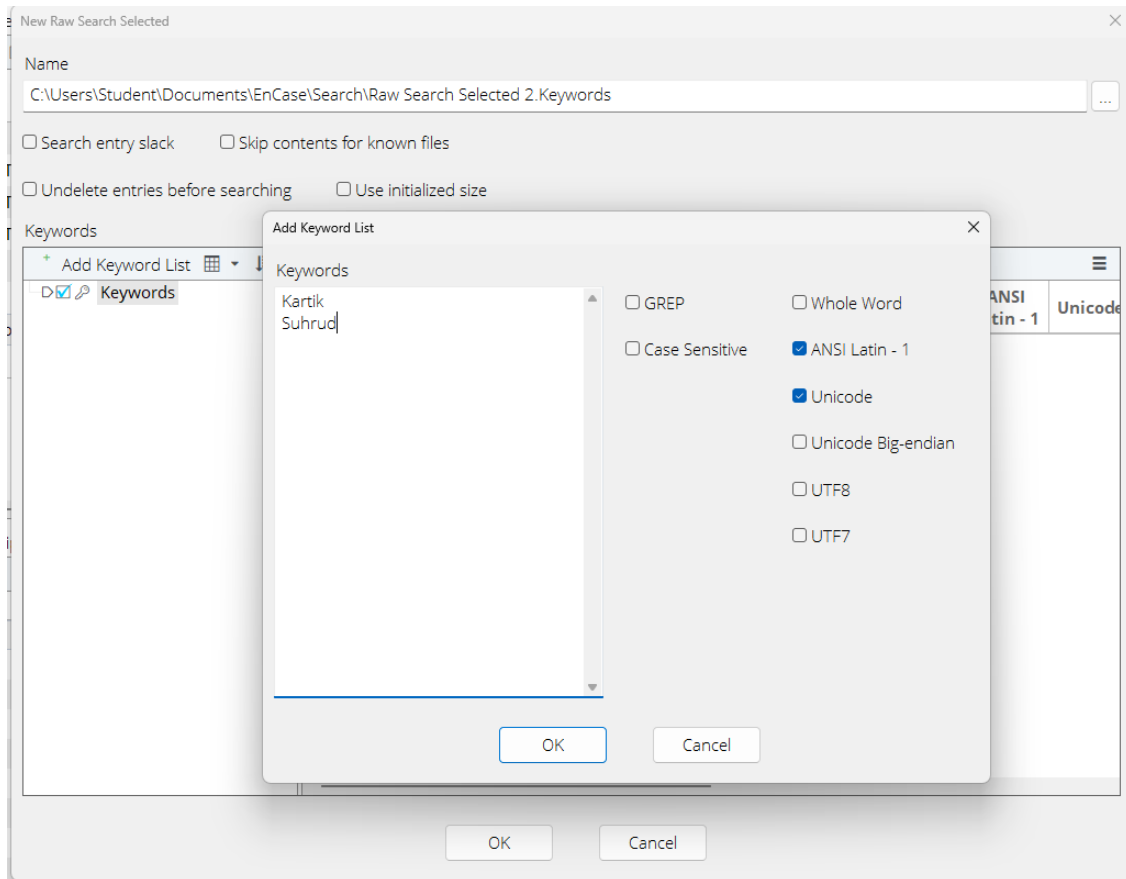 New Raw Search Selected
Name
C:\Users\Student\Documents\EnCase\Search\Raw Search Selected 2.Keywords
...
Search entry slack
Skip contents for known files
Undelete entries before searching
Use initialized size
Keywords
Add Keyword List
Keywords
ANSI
tin - 1
Unicode
Add Keyword List
Keywords
Kartik
Suhrud
GREP
Whole Word
Case Sensitive
ANSI Latin - 1
Unicode
Unicode Big-endian
UTF8
UTF7
OK
Cancel
OK
Cancel